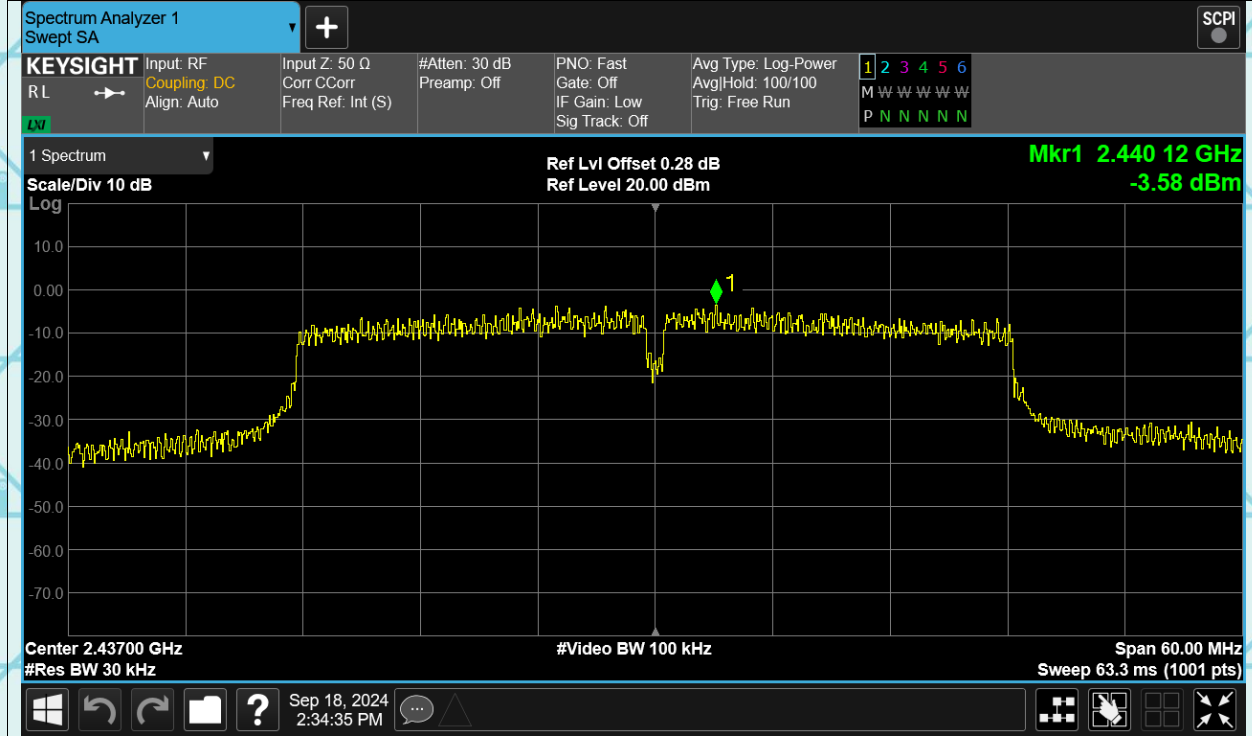 Spectrum Analyzer 1
Swept SA
SCPI
KEYSIGHT
R L
LXI
Input: RF
Coupling: DC
Align: Auto
Input Z: 50 Ω
Corr CCorr
Freq Ref: Int (S)
#Atten: 30 dB
Preamp: Off
PNO: Fast
Gate: Off
IF Gain: Low
Sig Track: Off
Avg Type: Log-Power
Avg|Hold: 100/100
Trig: Free Run
1 2 3 4 5 6
M W W W W W
P N N N N N
1 Spectrum
Scale/Div 10 dB
Ref Lvl Offset 0.28 dB
Ref Level 20.00 dBm
Mkr1 2.440 12 GHz
-3.58 dBm
Log
10.0
0.00
-10.0
-20.0
-30.0
-40.0
-50.0
-60.0
-70.0
1
Center 2.43700 GHz
#Res BW 30 kHz
#Video BW 100 kHz
Span 60.00 MHz
Sweep 63.3 ms (1001 pts)
?
Sep 18, 2024
2:34:35 PM